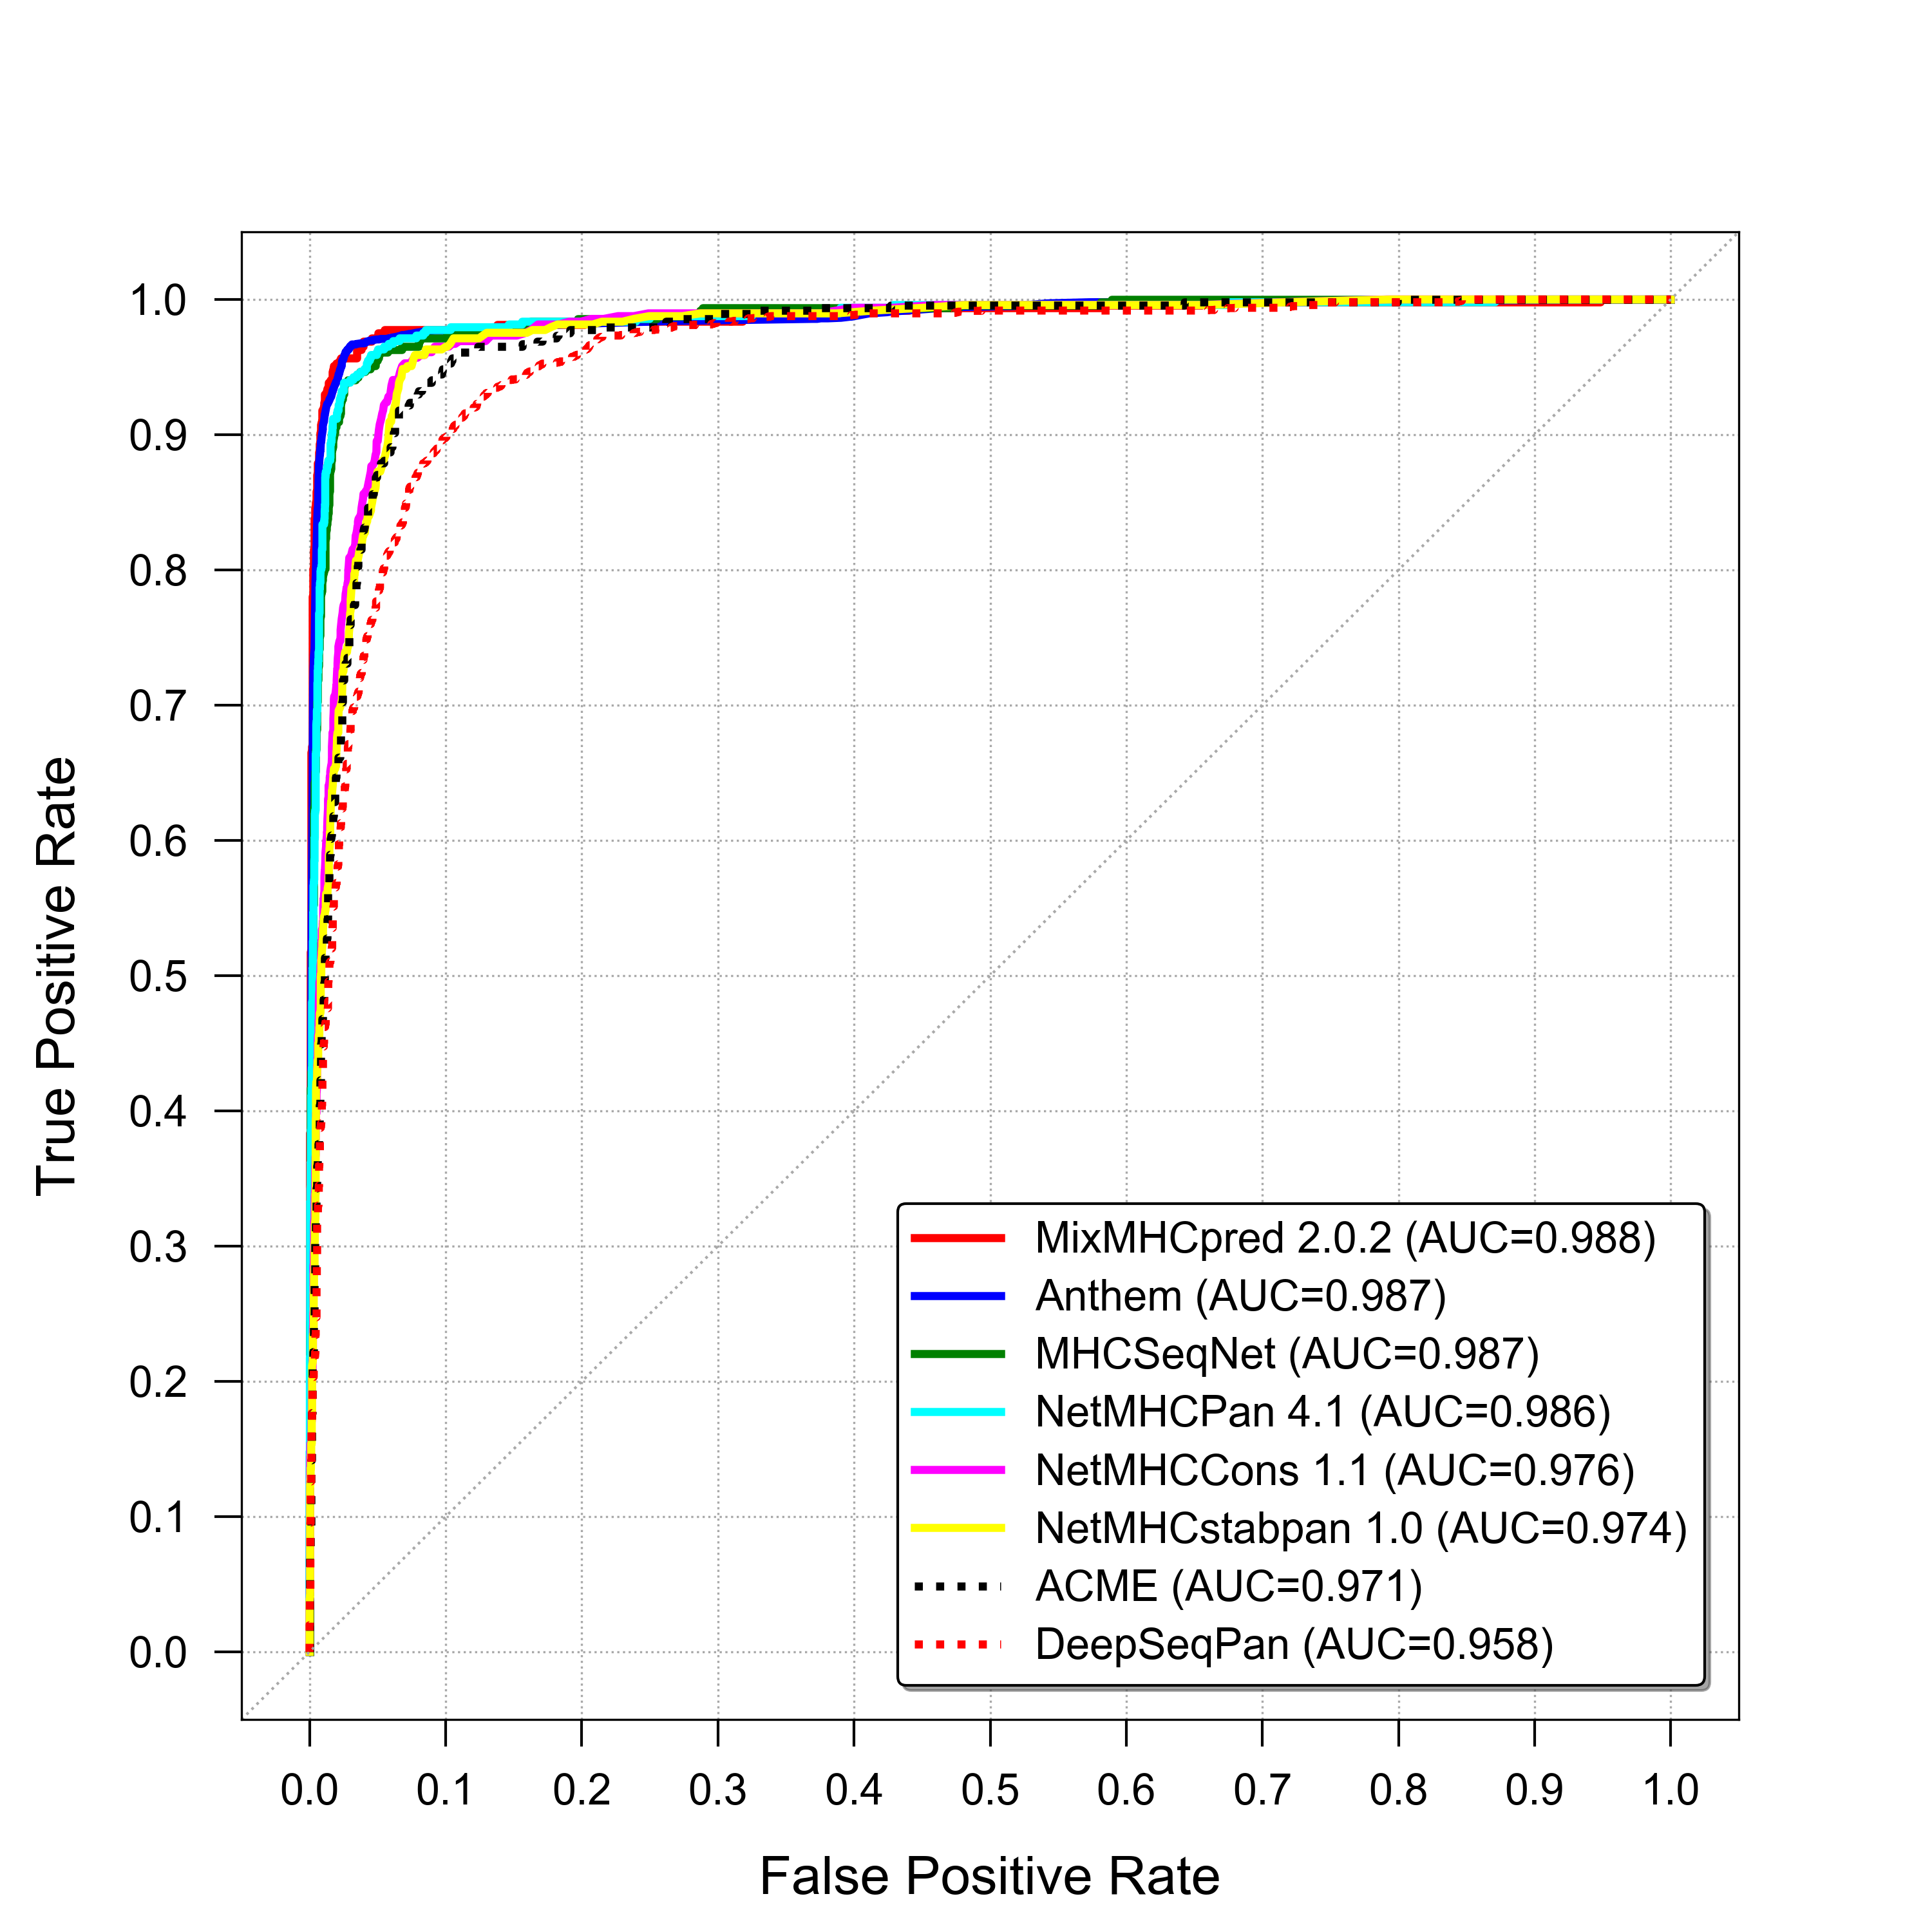 1.0
0.9
0.8
0.7
0.6
0.5
0.4
0.3
0.2
0.1
0.0
True Positive Rate
MixMHCpred 2.0.2 (AUC=0.988)
Anthem (AUC=0.987)
MHCSeqNet (AUC=0.987)
NetMHCPan 4.1 (AUC=0.986)
NetMHCCons 1.1 (AUC=0.976)
NetMHCstabpan 1.0 (AUC=0.974)
ACME (AUC=0.971)
DeepSeqPan (AUC=0.958)
0.0 0.1 0.2 0.3 0.4 0.5 0.6 0.7 0.8 0.9 1.0
False Positive Rate